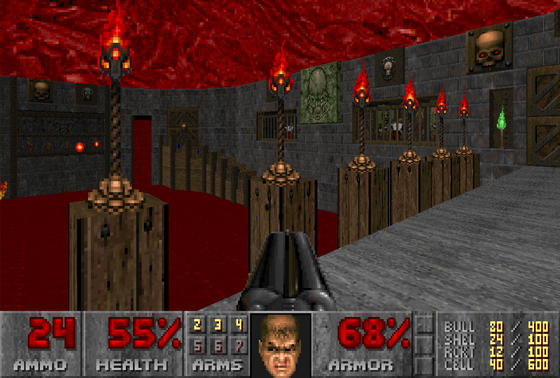 24 55% 2 3 4 68%
5 6 7
AMMO HEALTH ARMS ARMOR
BULL 80 / 400
SHEL 24 / 100
RCKT 12 / 100
CELL 40 / 600